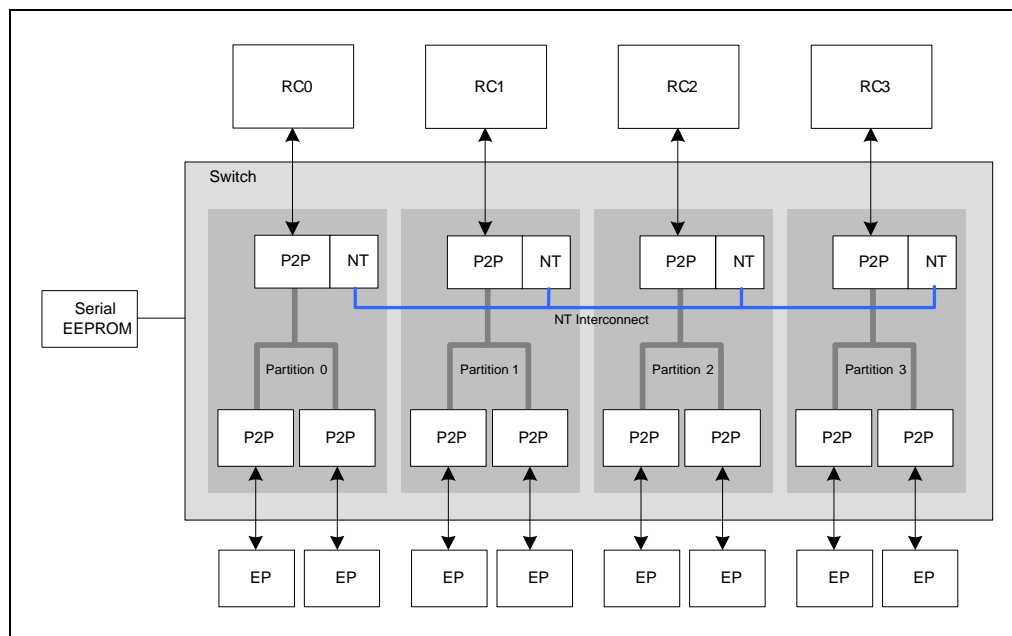 RC0
RC1
RC2
RC3
Switch
P2P
NT
P2P
NT
P2P
NT
P2P
NT
Serial
EEPROM
NT Interconnect
Partition 0
Partition 1
Partition 2
Partition 3
P2P
P2P
P2P
P2P
P2P
P2P
P2P
P2P
EP
EP
EP
EP
EP
EP
EP
EP